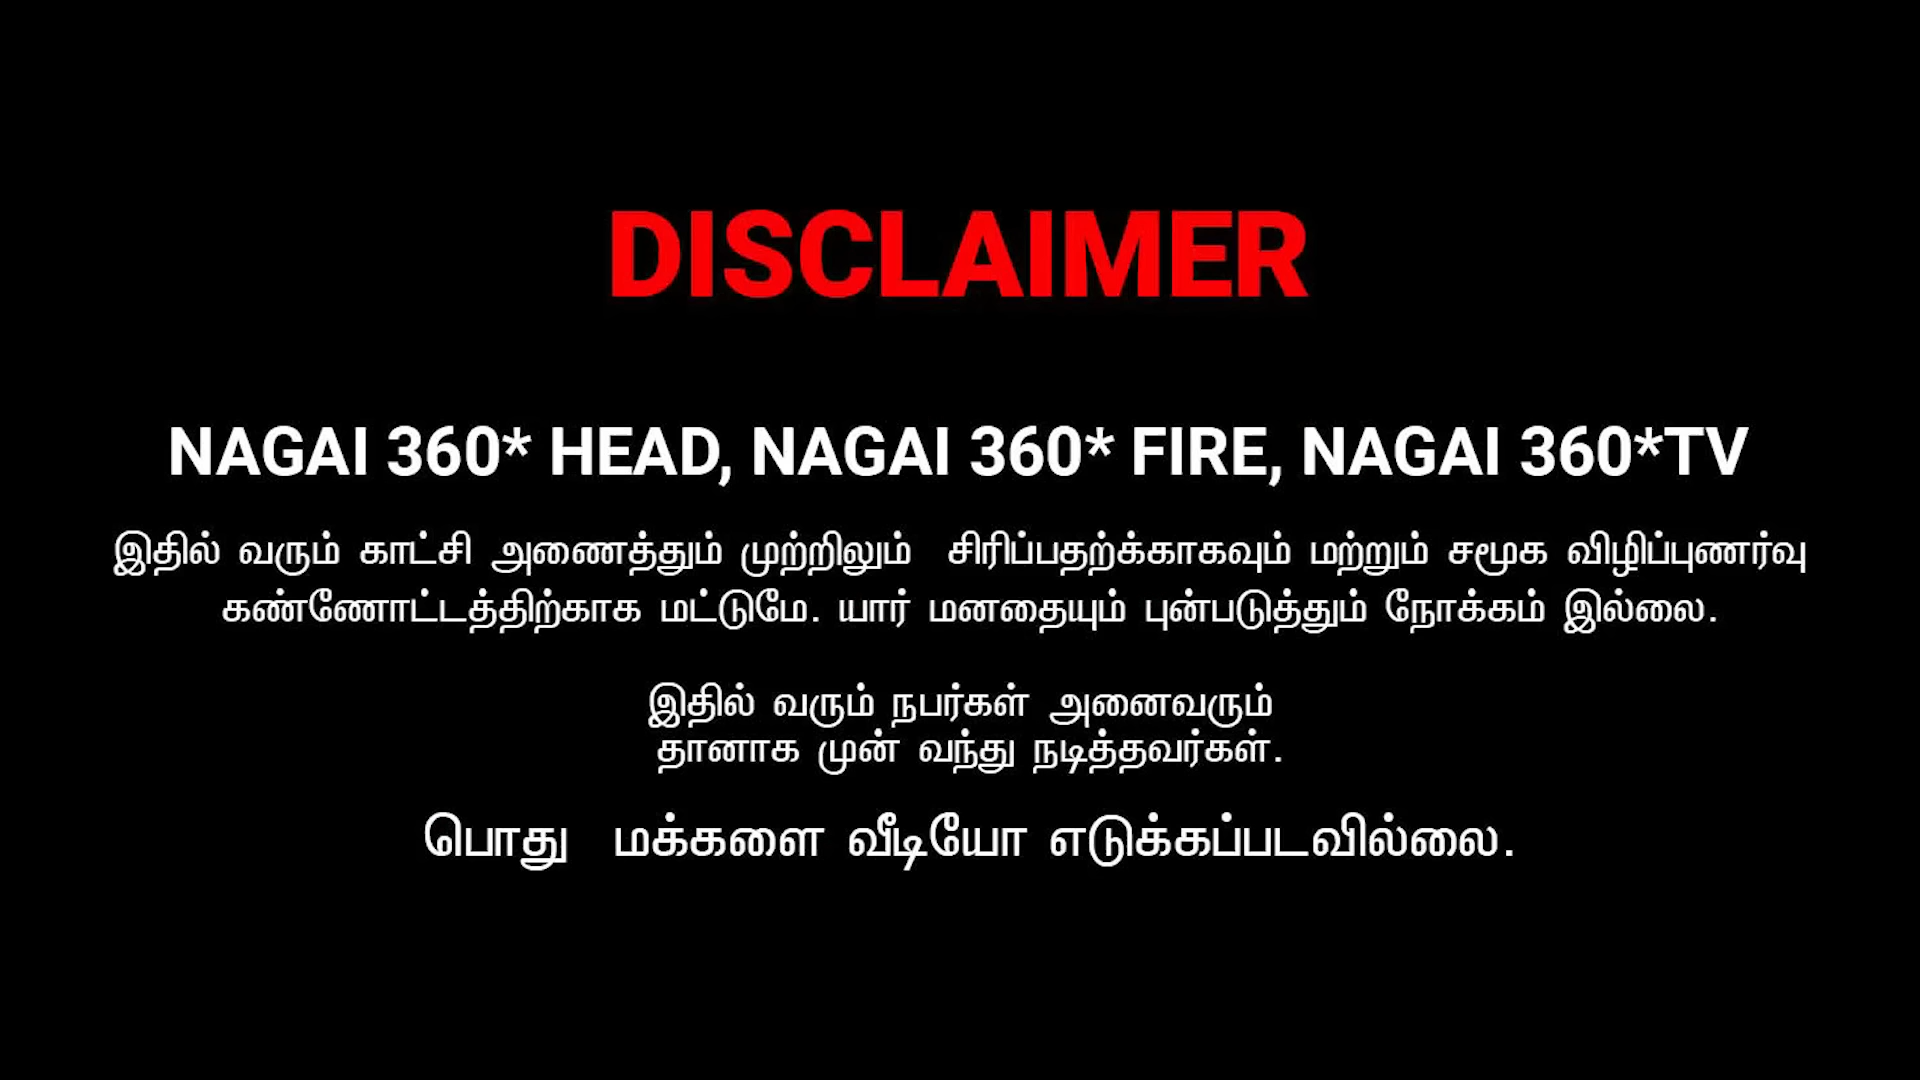 DISCLAIMER
NAGAI 360* HEAD, NAGAI 360* FIRE, NAGAI 360*TV
இதில் வரும் காட்சி அணைத்தும் முற்றிலும் சிரிப்பதற்க்காகவும் மற்றும் சமூக விழிப்புணர்வு
கண்ணோட்டத்திற்காக மட்டுமே. யார் மனதையும் புன்படுத்தும் நோக்கம் இல்லை.
இதில் வரும் நபர்கள் அனைவரும்
தானாக முன் வந்து நடித்தவர்கள்.
பொது மக்களை வீடியோ எடுக்கப்படவில்லை.